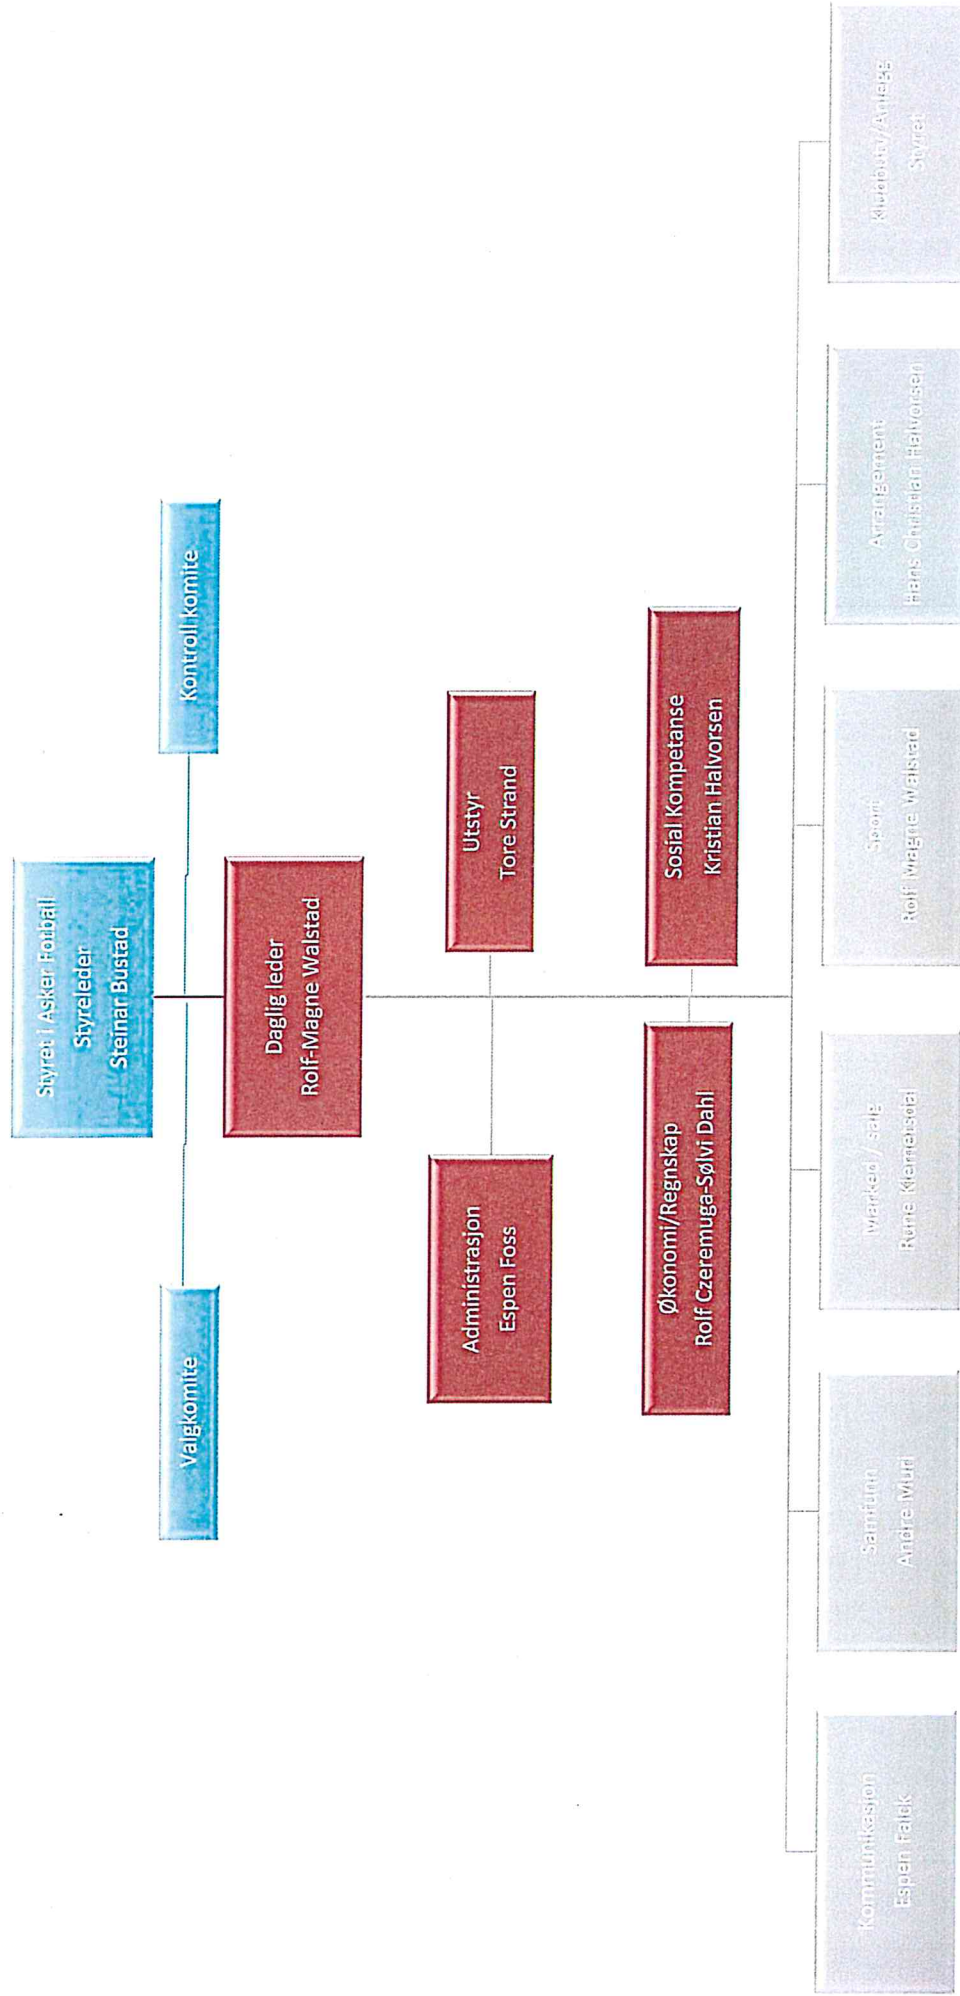 Styret i Asker Fotball
Styreleder
Steinar Bustad
Valgkomite
Kontroll komite
Daglig leder
Rolf-Magne Walstad
Administrasjon
Espen Foss
Utstyr
Tore Strand
Økonomi/Regnskap
Rolf Czeremuga-Sølvi Dahl
Sosial Kompetanse
Kristian Halvorsen
Kommunikasjon
Espen Falck
Samfunn
Andre
Marked / salg
Rune
Sport
Rolf Magne Walstad
Arrangement
Hans Christian Halvorsen
Styret